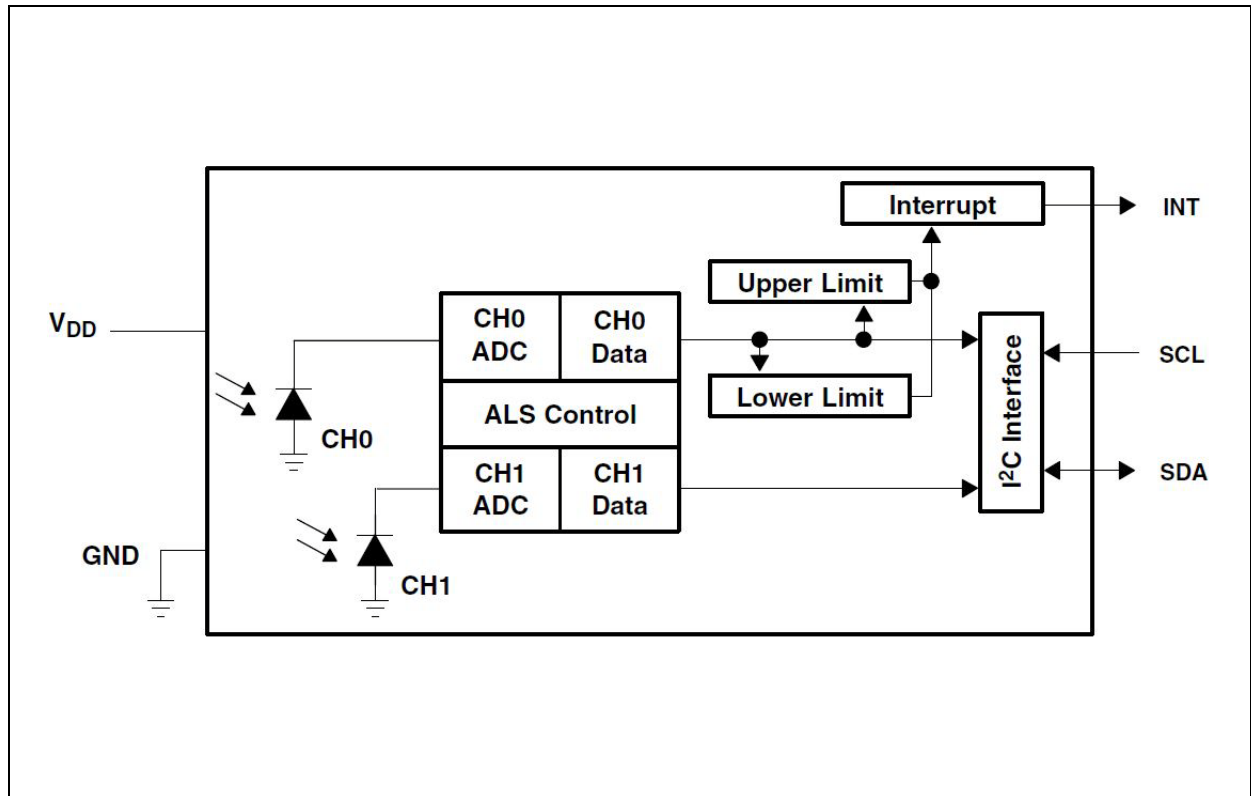 Interrupt
INT
Upper Limit
V_DD
CH0
ADC
CH0
Data
SCL
Lower Limit
ALS Control
CH0
I²C Interface
CH1
ADC
CH1
Data
SDA
GND
CH1